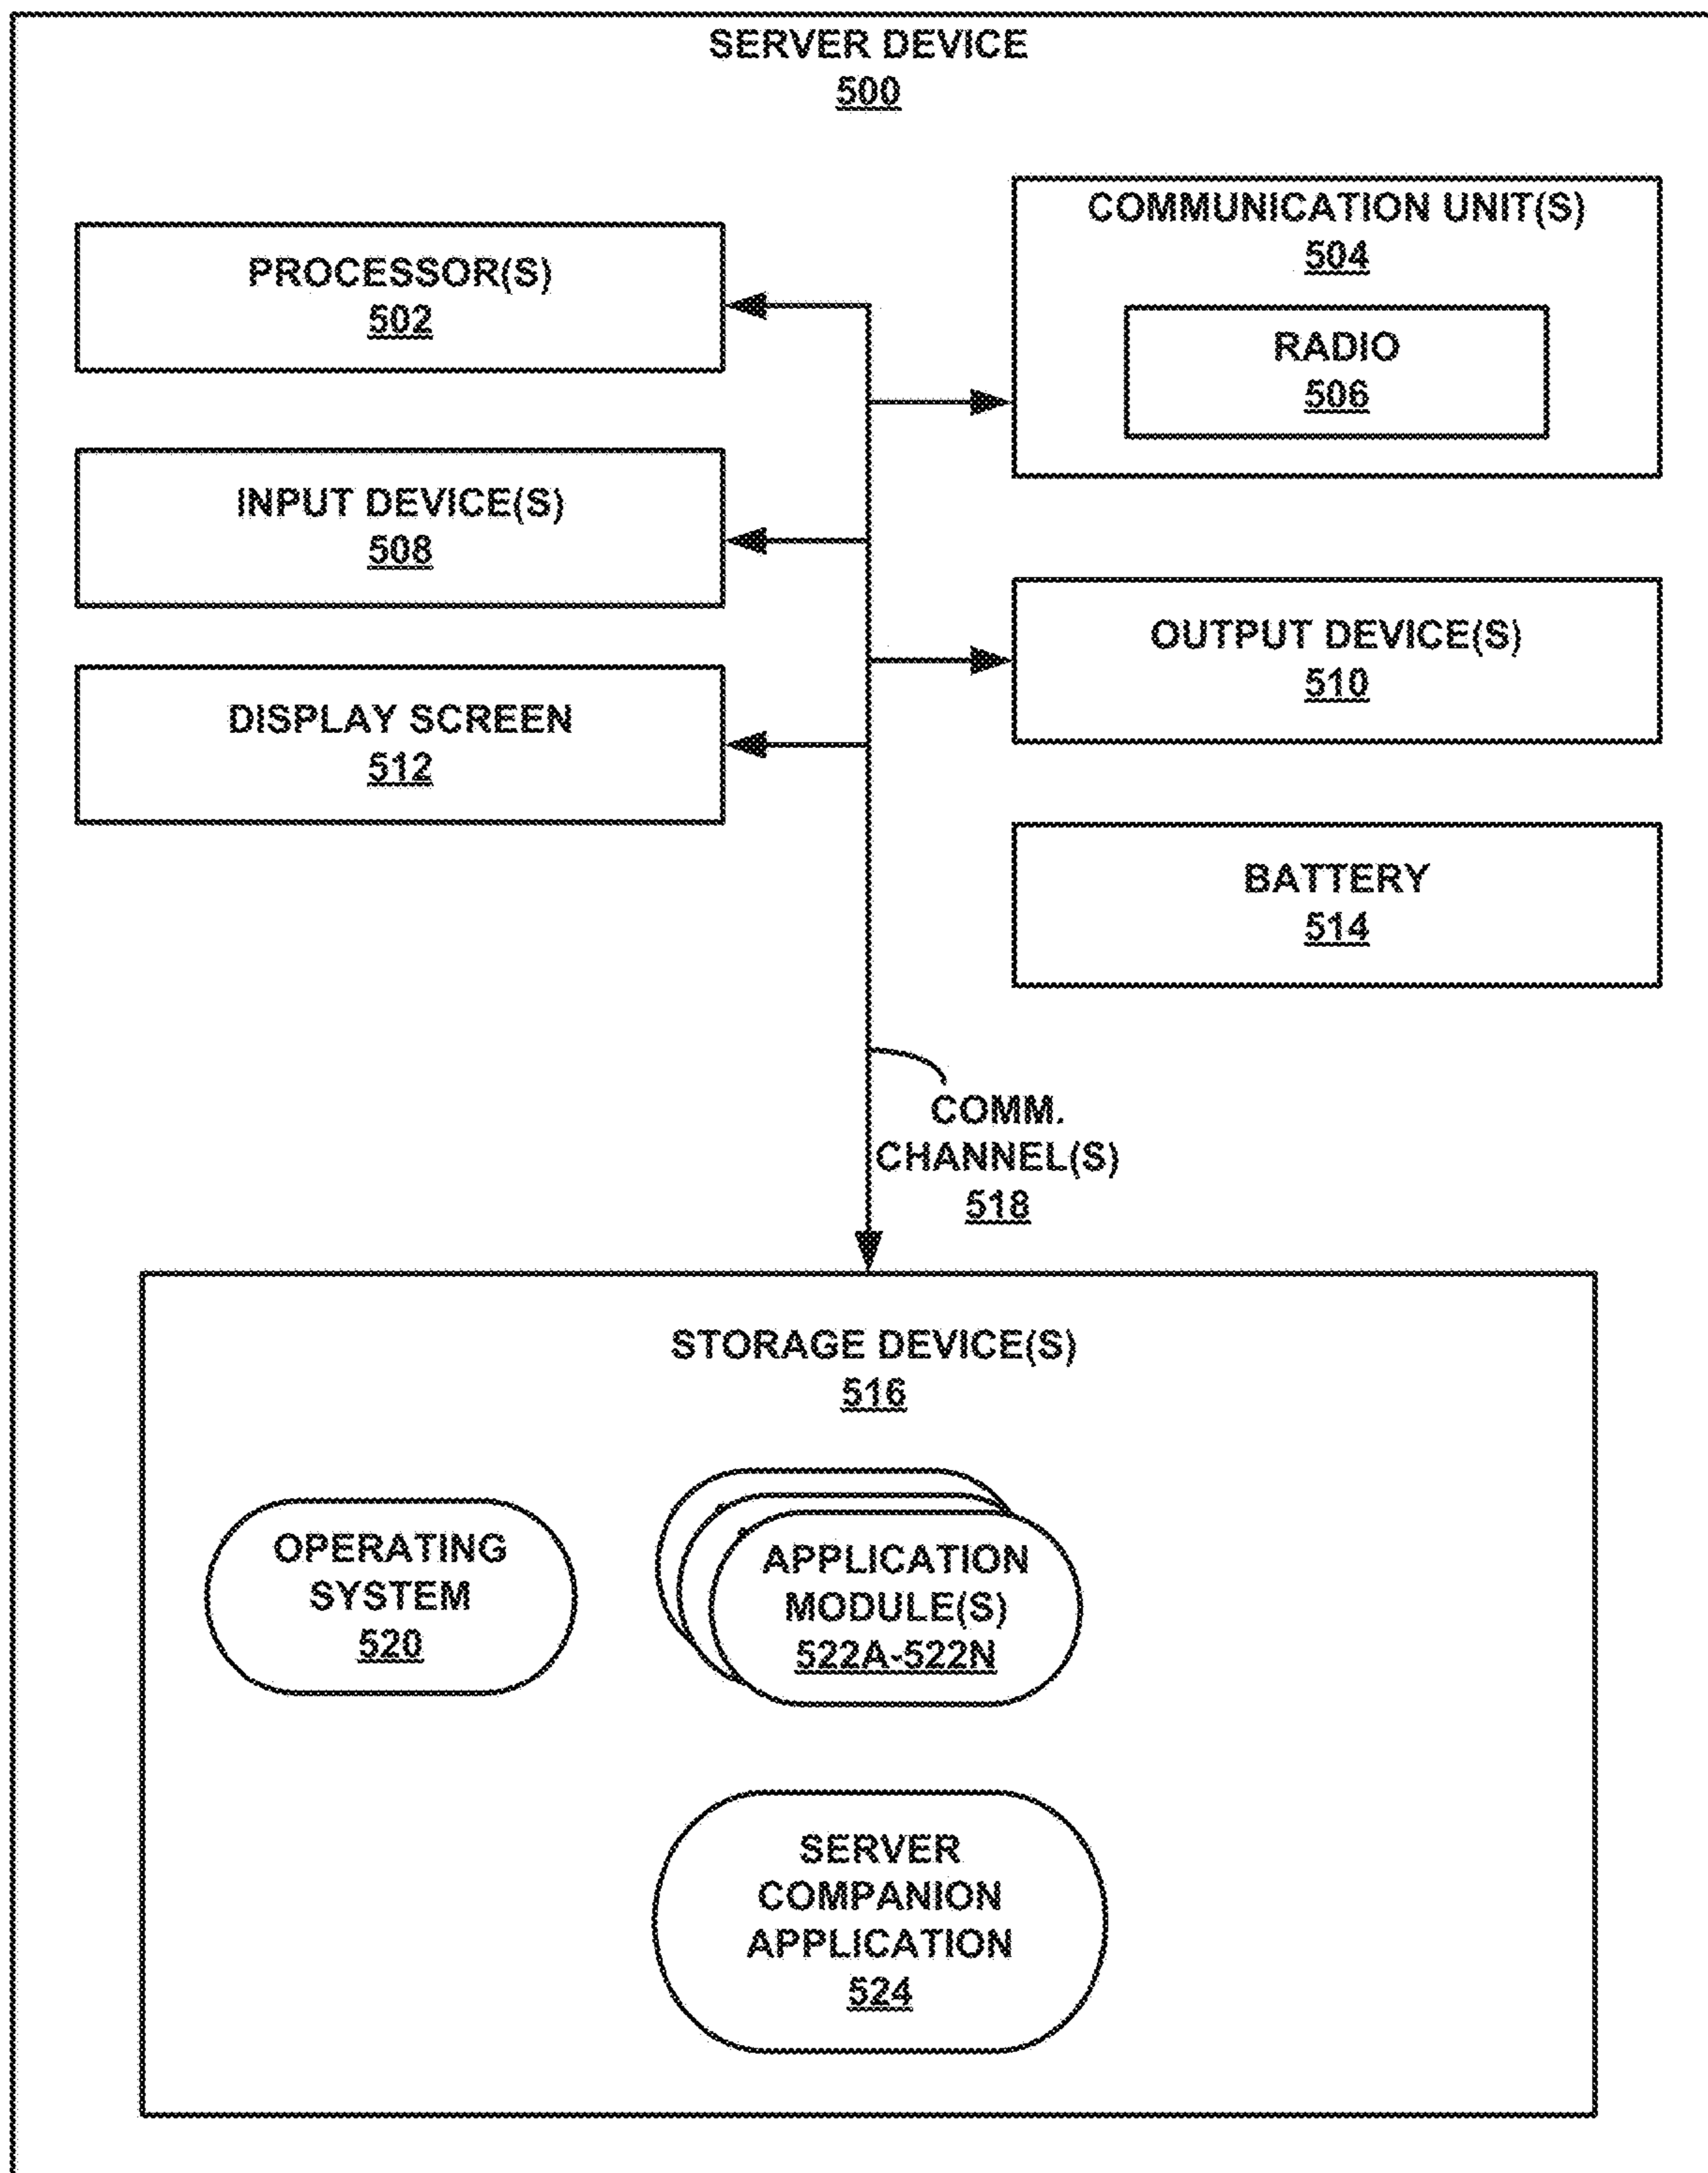 SERVER DEVICE
500
PROCESSOR(S)
502
COMMUNICATION UNIT(S)
504
RADIO
506
INPUT DEVICE(S)
508
OUTPUT DEVICE(S)
510
DISPLAY SCREEN
512
BATTERY
514
COMM.
CHANNEL(S)
518
STORAGE DEVICE(S)
516
OPERATING
SYSTEM
520
APPLICATION
MODULE(S)
522A-522N
SERVER
COMPANION
APPLICATION
524